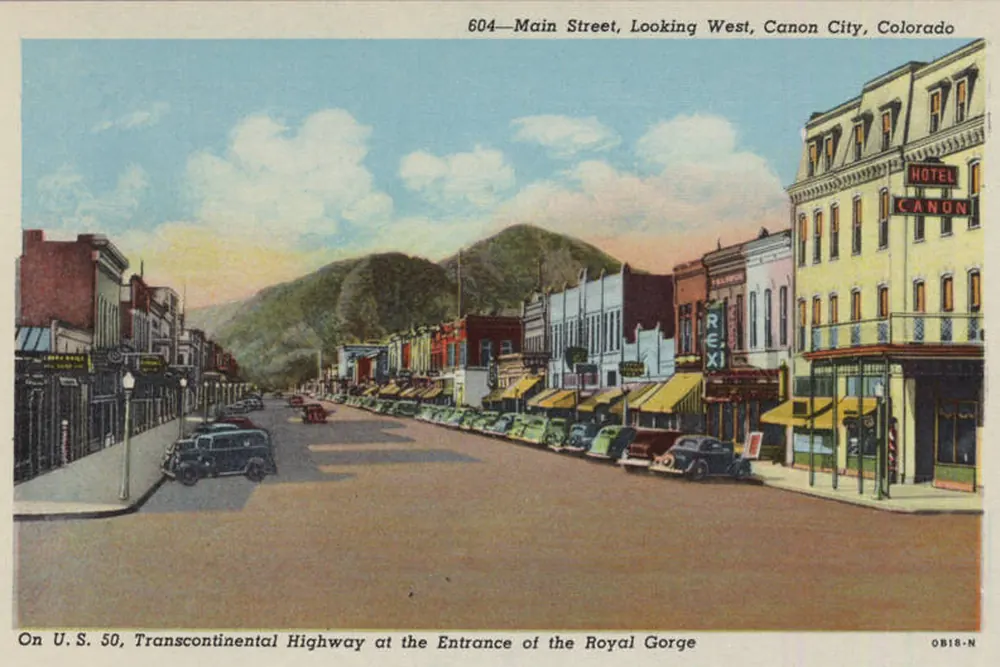 604—Main Street, Looking West, Canon City, Colorado
HOTEL
CANON
REX
On U. S. 50, Transcontinental Highway at the Entrance of the Royal Gorge
OB18-N